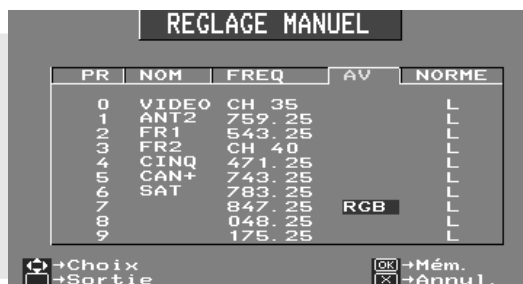 REGLAGE MANUEL
PR NOM FREQ AV NORME
0 VIDEO CH 35 L
1 ANT2 759.25 L
2 FR1 543.25 L
3 FR2 CH 40 L
4 CINQ 471.25 L
5 CAN+ 743.25 L
6 SAT 783.25 L
7 847.25 RGB L
8 048.25 L
9 175.25 L
→Choix OK →Mém.
→Sortie X →Annul.